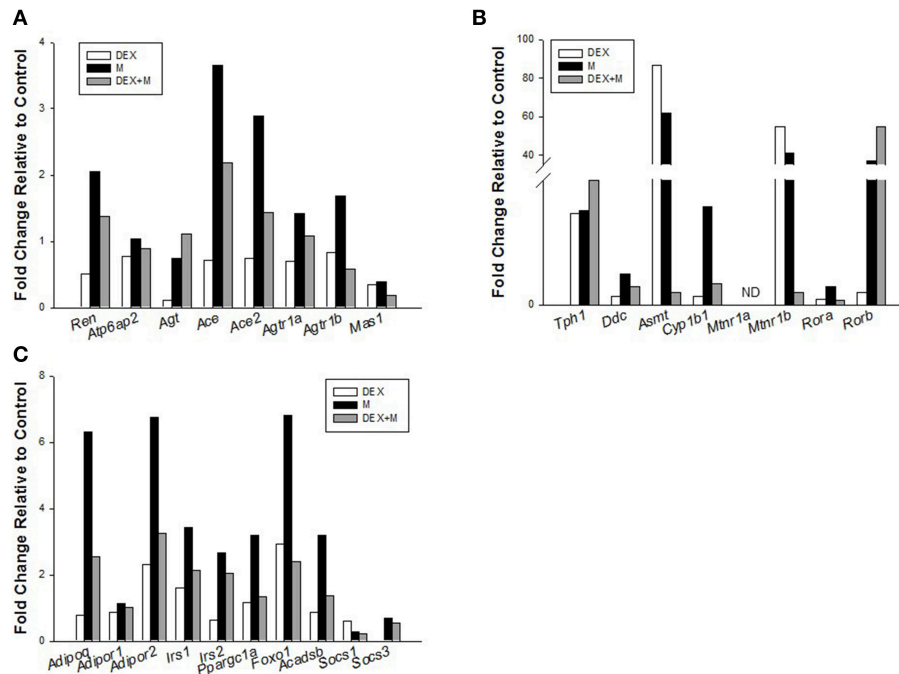 A
Fold Change Relative to Control
4
3
2
1
0
DEX
M
DEX+M
Ren
Atp6ap2
Agt
Ace
Ace2
Agtr1a
Agtr1b
Mas1
B
Fold Change Relative to Control
100
80
60
40
0
DEX
M
DEX+M
ND
Tph1
Ddc
Asmt
Cyp1b1
Mtnr1a
Mtnr1b
Rora
Rorb
C
Fold Change Relative to Control
8
6
4
2
0
DEX
M
DEX+M
Adipoq
Adipor1
Adipor2
Irs1
Irs2
Ppargc1a
Foxo1
Acadsb
Socs1
Socs3